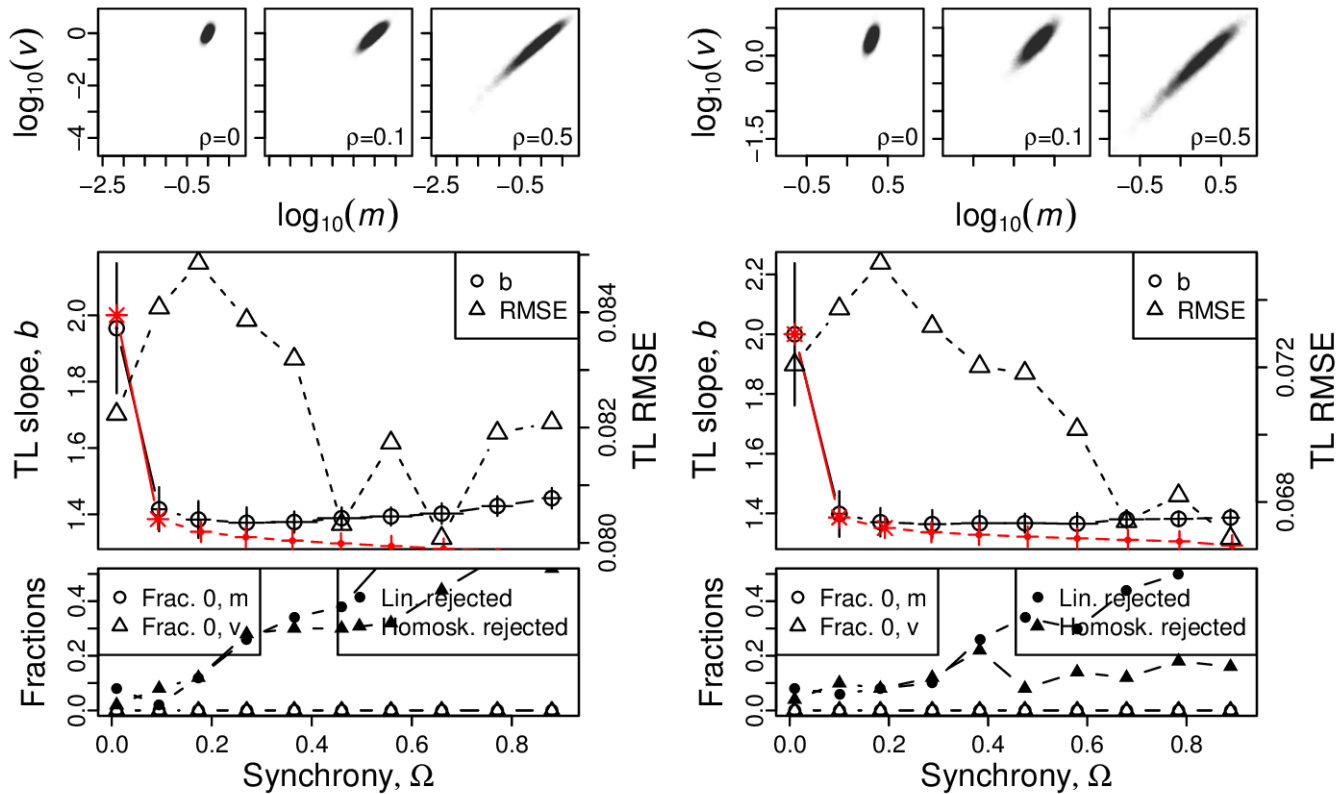 log10(v)
0
−2
−4
ρ=0
ρ=0.1
ρ=0.5
−2.5
−0.5
−2.5
−0.5
log10(m)
log10(v)
0.0
−1.5
ρ=0
ρ=0.1
ρ=0.5
−0.5
0.5
−0.5
0.5
log10(m)
TL slope, b
2.0
1.8
1.6
1.4
b
RMSE
0.084
0.082
0.080
TL RMSE
TL slope, b
2.2
2.0
1.8
1.6
1.4
b
RMSE
0.072
0.068
TL RMSE
Fractions
0.4
0.2
0.0
Frac. 0, m
Frac. 0, v
Lin. rejected
Homosk. rejected
0.0
0.2
0.4
0.6
0.8
Synchrony, Ω
Fractions
0.4
0.2
0.0
Frac. 0, m
Frac. 0, v
Lin. rejected
Homosk. rejected
0.0
0.2
0.4
0.6
0.8
Synchrony, Ω